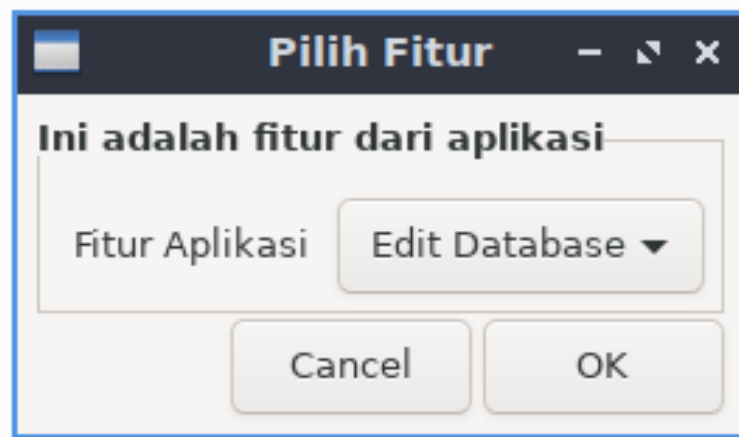 Pilih Fitur
Ini adalah fitur dari aplikasi
Fitur Aplikasi Edit Database
Cancel OK